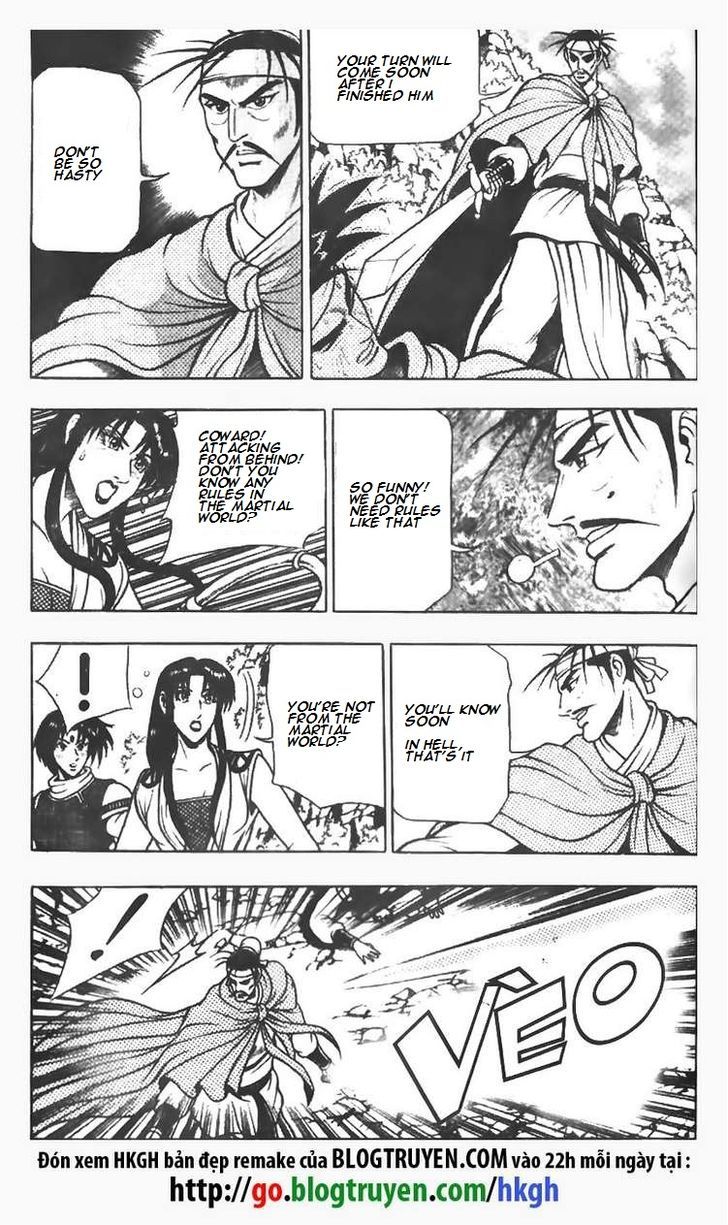 DON'T
BE SO
HASTY
YOUR TURN WILL
COME SOON
AFTER I
FINISHED HIM
COWARD!
ATTACKING
FROM BEHIND!
DON'T YOU
KNOW ANY
RULES IN
THE MARTIAL
WORLD?
SO FUNNY!
WE DON'T
NEED RULES
LIKE THAT
!
YOU'RE NOT
FROM THE
MARTIAL
WORLD?
YOU'LL KNOW
SOON
IN HELL,
THAT'S IT
!
VÈO
Đón xem HKGH bản đẹp remake của BLOGTRUYEN.COM vào 22h mỗi ngày tại :
http://go.blogtruyen.com/hkgh